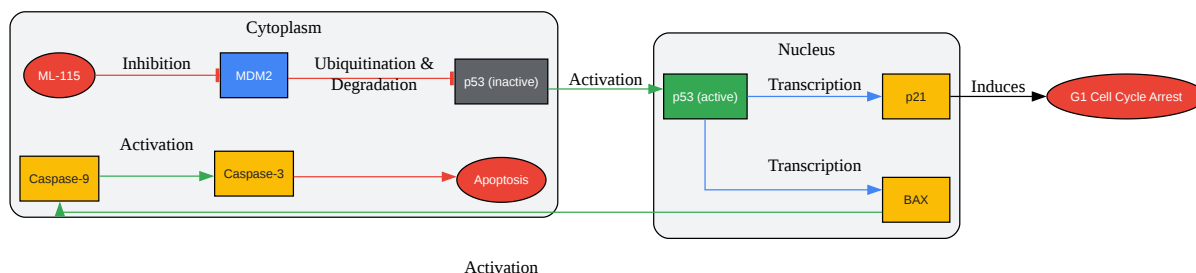 Cytoplasm
Nucleus
ML-115
Inhibition
MDM2
Ubiquitination &
Degradation
p53 (inactive)
Activation
p53 (active)
Transcription
p21
Induces
G1 Cell Cycle Arrest
Caspase-9
Activation
Caspase-3
Apoptosis
Transcription
BAX
Activation